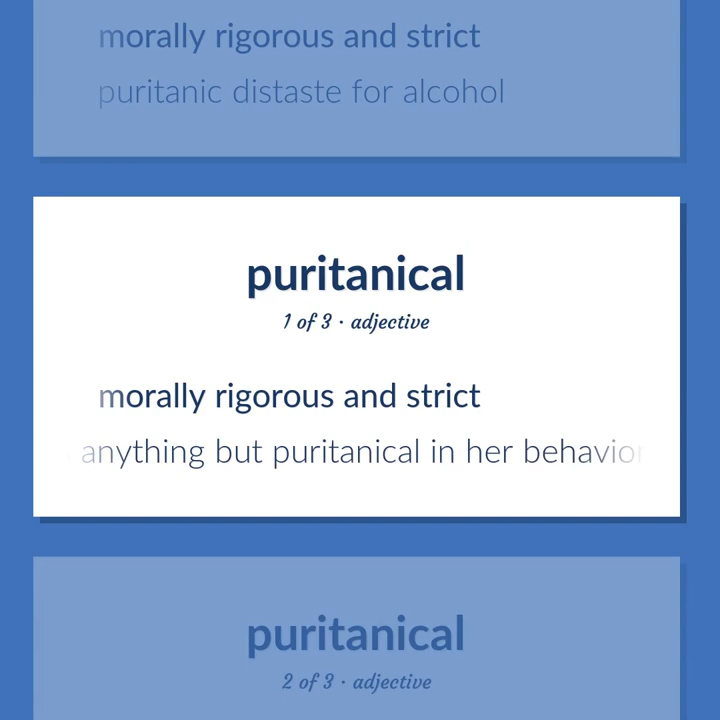 morally rigorous and strict
puritanic distaste for alcohol
puritanical
1 of 3 · adjective
morally rigorous and strict
anything but puritanical in her behavior
puritanical
2 of 3 · adjective